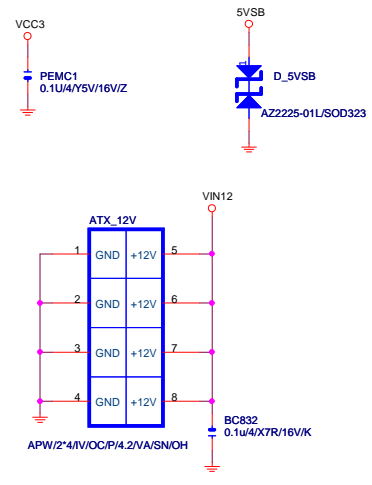 VCC3
5VSB
PEMC1
0.1U/4/Y5V/16V/Z
1
D_5VSB
AZ2225-01L/SOD323
VIN12
ATX_12V
1 GND +12V 5
2 GND +12V 6
3 GND +12V 7
4 GND +12V 8
BC832
0.1u/4/X7R/16V/K
APW/2*4/IV/OC/P/4.2/VA/SN/OH